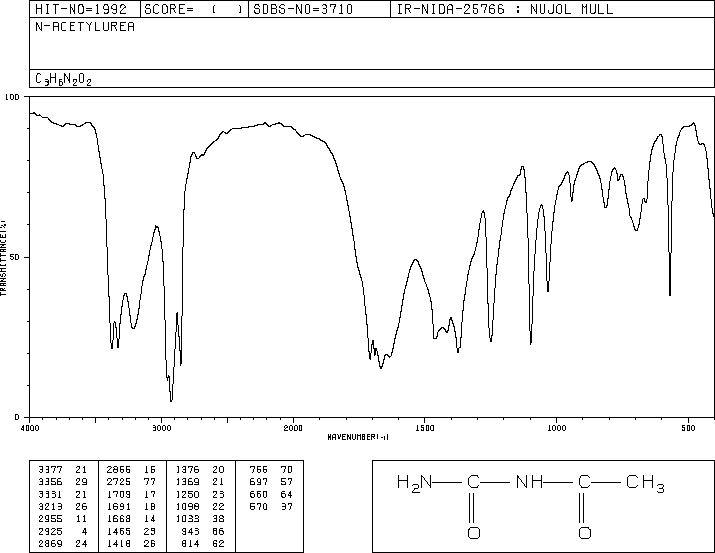 HIT-NO=1992 SCORE= ( ) SDBS-NO=3710 IR-NIDA-25766 : NUJOL MULL
N-ACETYLUREA
C3H6N2O2
100
50
0
TRANSMITTANCE(%)
4000 3000 2000 1500 1000 500
WAVENUMBER(-1)
3377 21 2866 16 1376 20 766 70
3356 29 2725 77 1369 21 697 57
3331 21 1709 17 1250 23 660 64
3213 26 1691 18 1098 22 570 37
2955 11 1668 14 1033 38
2925 4 1465 23 943 66
2869 24 1418 26 814 62
H2N C NH C CH3
O O